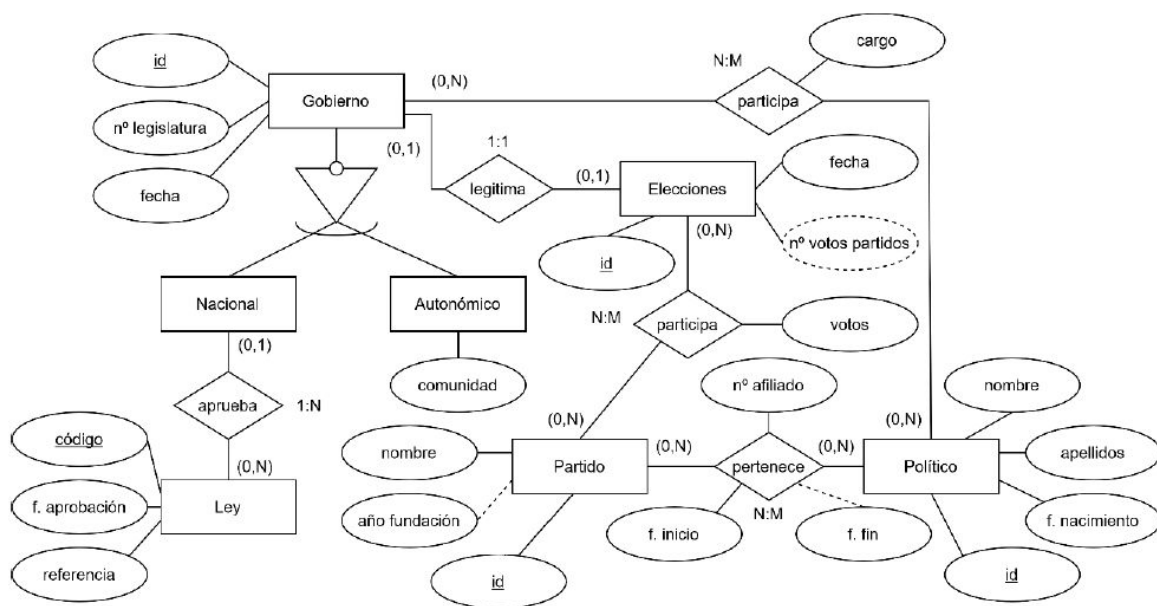 cargo
id
N:M
(0,N)
Gobierno
participa
nº legislatura
1:1
(0,1)
fecha
fecha
legitima
(0,1)
Elecciones
(0,N)
nº votos partidos
id
Nacional
Autonómico
N:M
participa
votos
(0,1)
comunidad
nº afiliado
nombre
aprueba
1:N
código
(0,N)
(0,N)
nombre
(0,N)
(0,N)
(0,N)
Partido
pertenece
Político
apellidos
f. aprobación
Ley
año fundación
N:M
f. inicio
f. fin
f. nacimiento
referencia
id
id